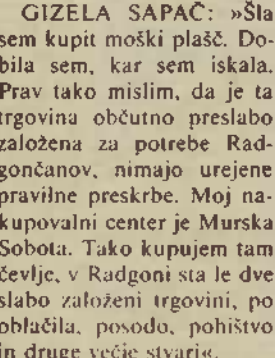 GIZELA SAPAČ: »Šla
sem kupit moški plašč. Do-
bila sem, kar sem iskala.
Prav tako mislim, da je ta
trgovina občutno preslabo
založena za potrebe Rad-
gončanov, nimajo urejene
pravilne preskrbe. Moj na-
kupovalni center je Murska
Sobota. Tako kupujem tam
čevlje, v Radgoni sta le dve
slabo založeni trgovini, po
oblačila, posodo, pohištvo
in druge večje stvari«.